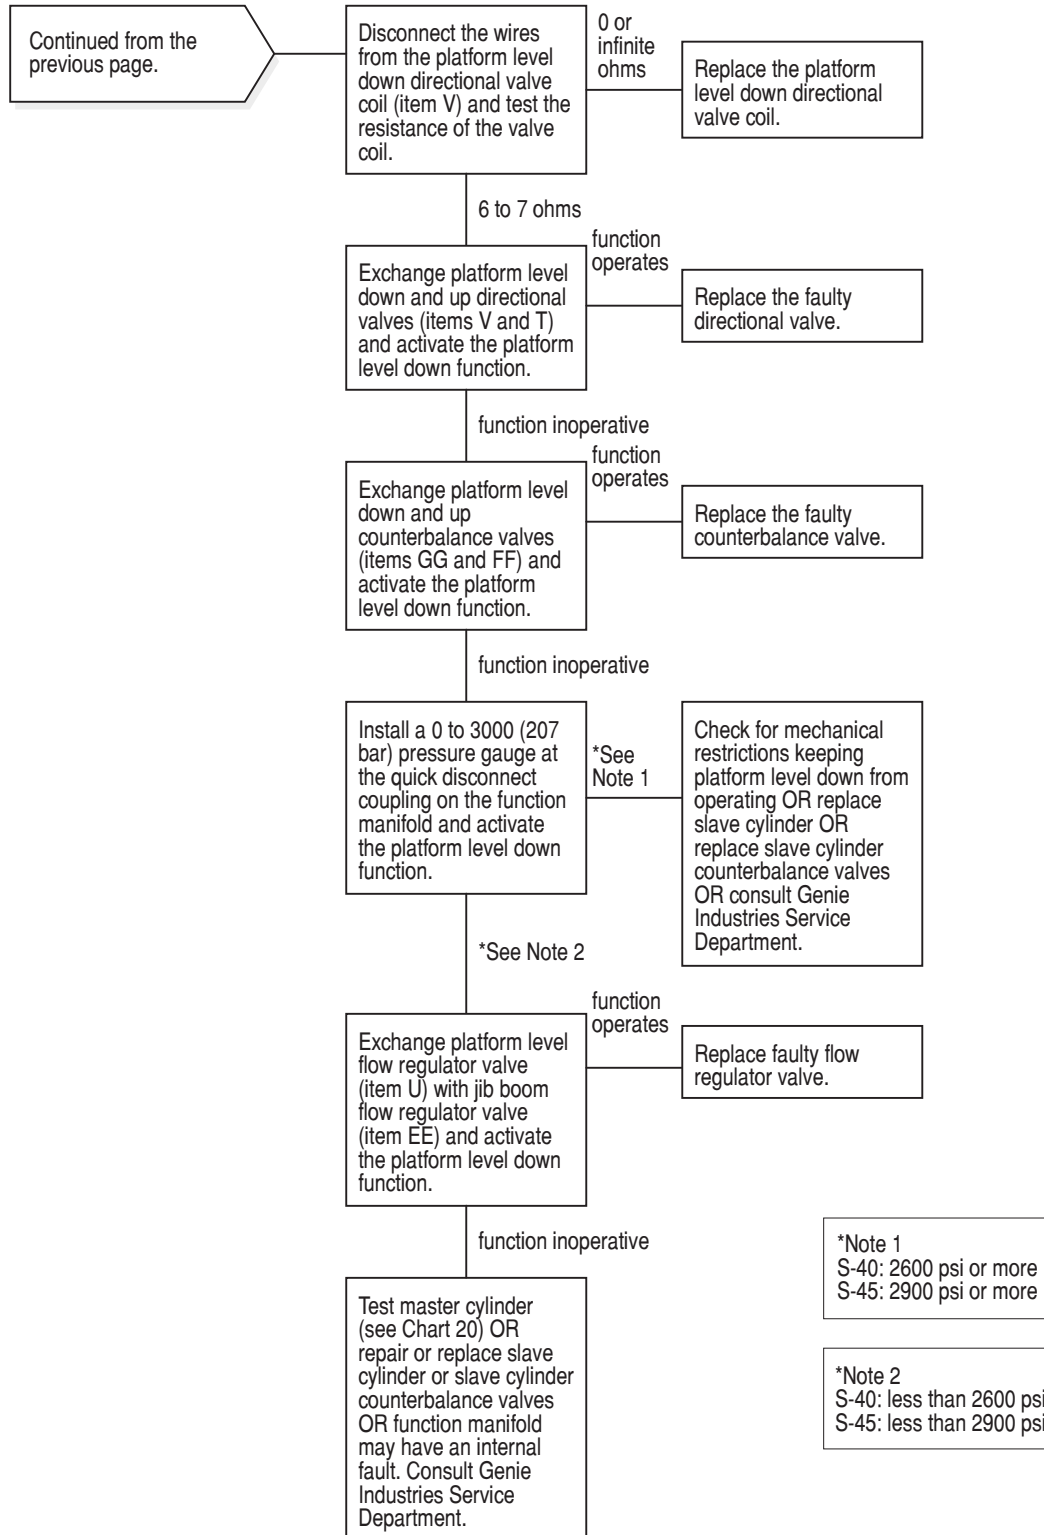 Continued from the
previous page.
Disconnect the wires
from the platform level
down directional valve
coil (item V) and test the
resistance of the valve
coil.
0 or
infinite
ohms
Replace the platform
level down directional
valve coil.
6 to 7 ohms
Exchange platform level
down and up directional
valves (items V and T)
and activate the platform
level down function.
function
operates
Replace the faulty
directional valve.
function inoperative
Exchange platform level
down and up
counterbalance valves
(items GG and FF) and
activate the platform
level down function.
function
operates
Replace the faulty
counterbalance valve.
function inoperative
Install a 0 to 3000 (207
bar) pressure gauge at
the quick disconnect
coupling on the function
manifold and activate
the platform level down
function.
*See
Note 1
Check for mechanical
restrictions keeping
platform level down from
operating OR replace
slave cylinder OR
replace slave cylinder
counterbalance valves
OR consult Genie
Industries Service
Department.
*See Note 2
Exchange platform level
flow regulator valve
(item U) with jib boom
flow regulator valve
(item EE) and activate
the platform level down
function.
function
operates
Replace faulty flow
regulator valve.
function inoperative
Test master cylinder
(see Chart 20) OR
repair or replace slave
cylinder or slave cylinder
counterbalance valves
OR function manifold
may have an internal
fault. Consult Genie
Industries Service
Department.
*Note 1
S-40: 2600 psi or more
S-45: 2900 psi or more
*Note 2
S-40: less than 2600 psi
S-45: less than 2900 psi